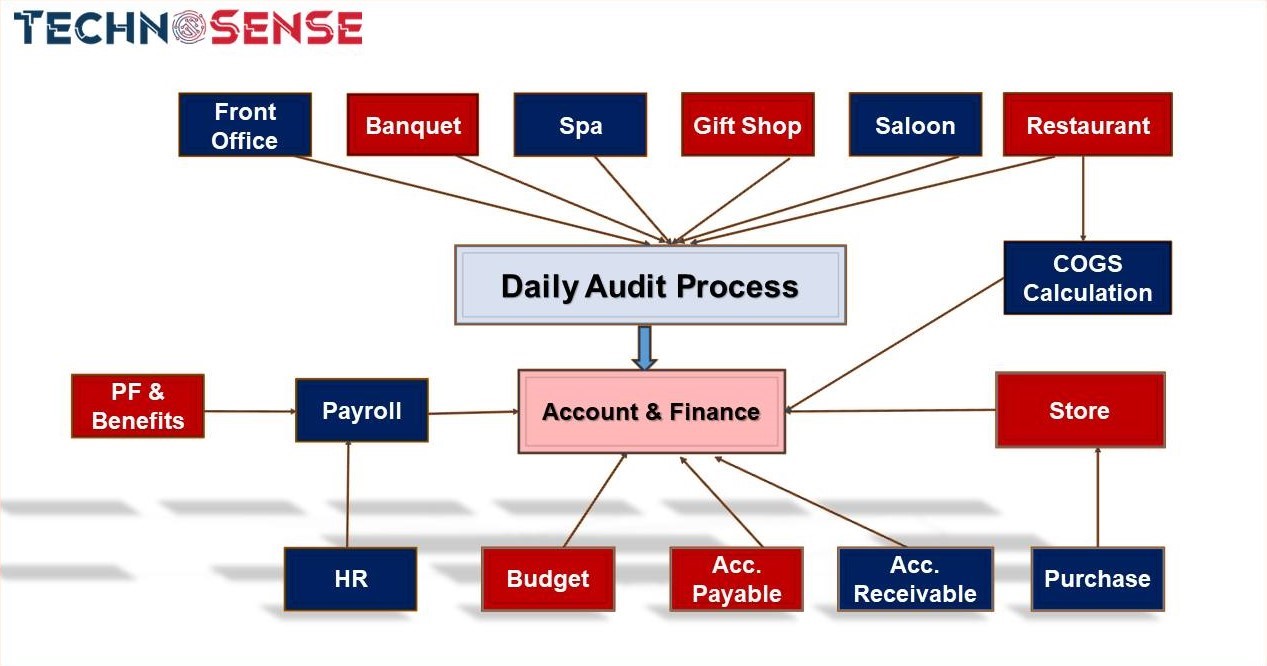 TECHNOSENSE
Front
Office
Banquet
Spa
Gift Shop
Saloon
Restaurant
Daily Audit Process
COGS
Calculation
PF &
Benefits
Payroll
Account & Finance
Store
HR
Budget
Acc.
Payable
Acc.
Receivable
Purchase